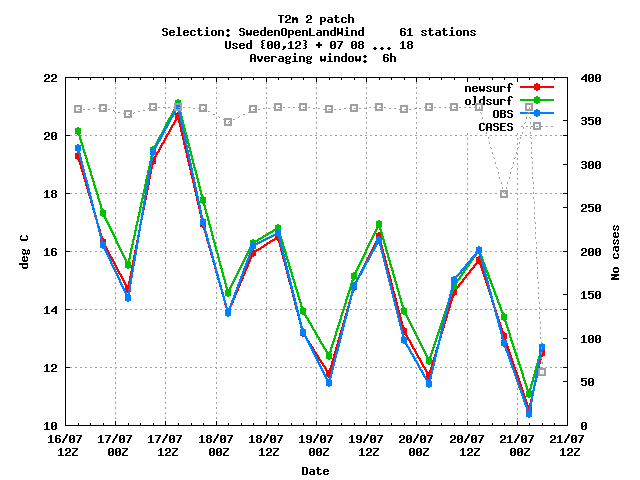 T2m 2 patch
Selection: SwedenOpenLandWind 61 stations
Used {00,12} + 07 08 ... 18
Averaging window: 6h
newsurf
oldsurf
OBS
CASES
deg C
22
20
18
16
14
12
10
No cases
400
350
300
250
200
150
100
50
0
16/07 17/07 17/07 18/07 18/07 19/07 19/07 20/07 20/07 21/07 21/07
12Z 00Z 12Z 00Z 12Z 00Z 12Z 00Z 12Z 00Z 12Z
Date